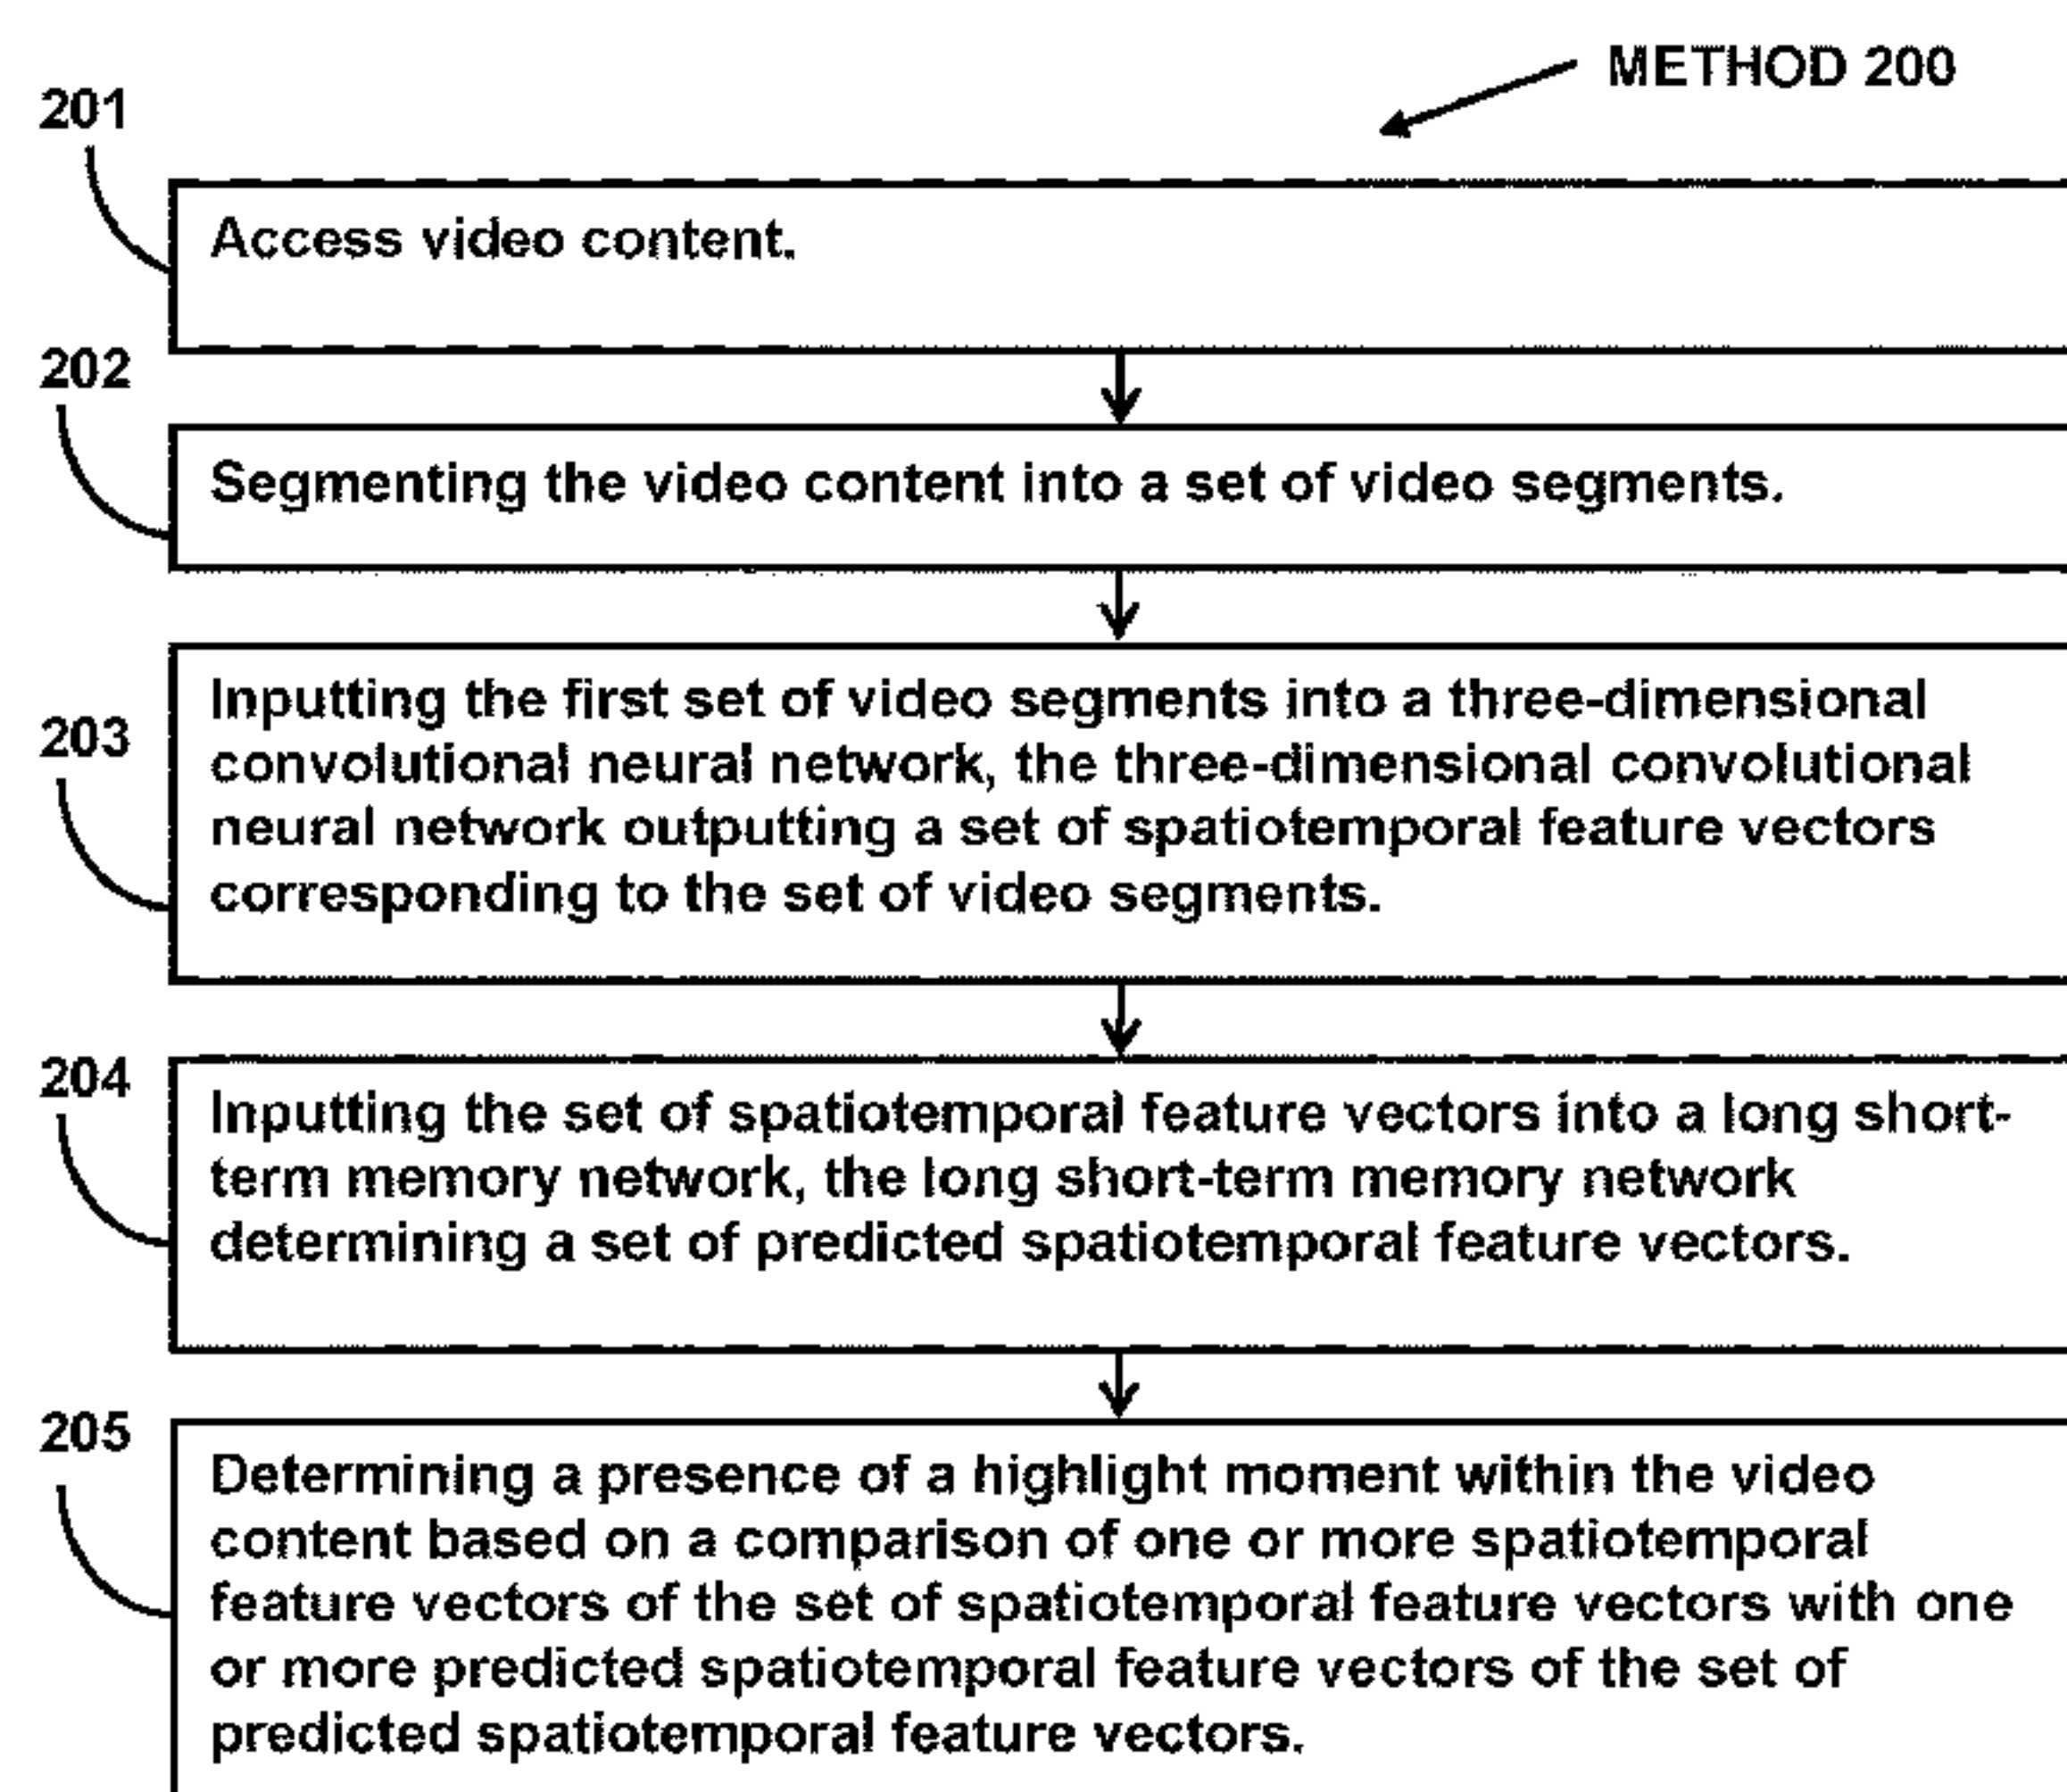 METHOD 200
201
Access video content.
202
Segmenting the video content into a set of video segments.
203
Inputting the first set of video segments into a three-dimensional
convolutional neural network, the three-dimensional convolutional
neural network outputting a set of spatiotemporal feature vectors
corresponding to the set of video segments.
204
Inputting the set of spatiotemporal feature vectors into a long short-
term memory network, the long short-term memory network
determining a set of predicted spatiotemporal feature vectors.
205
Determining a presence of a highlight moment within the video
content based on a comparison of one or more spatiotemporal
feature vectors of the set of spatiotemporal feature vectors with one
or more predicted spatiotemporal feature vectors of the set of
predicted spatiotemporal feature vectors.